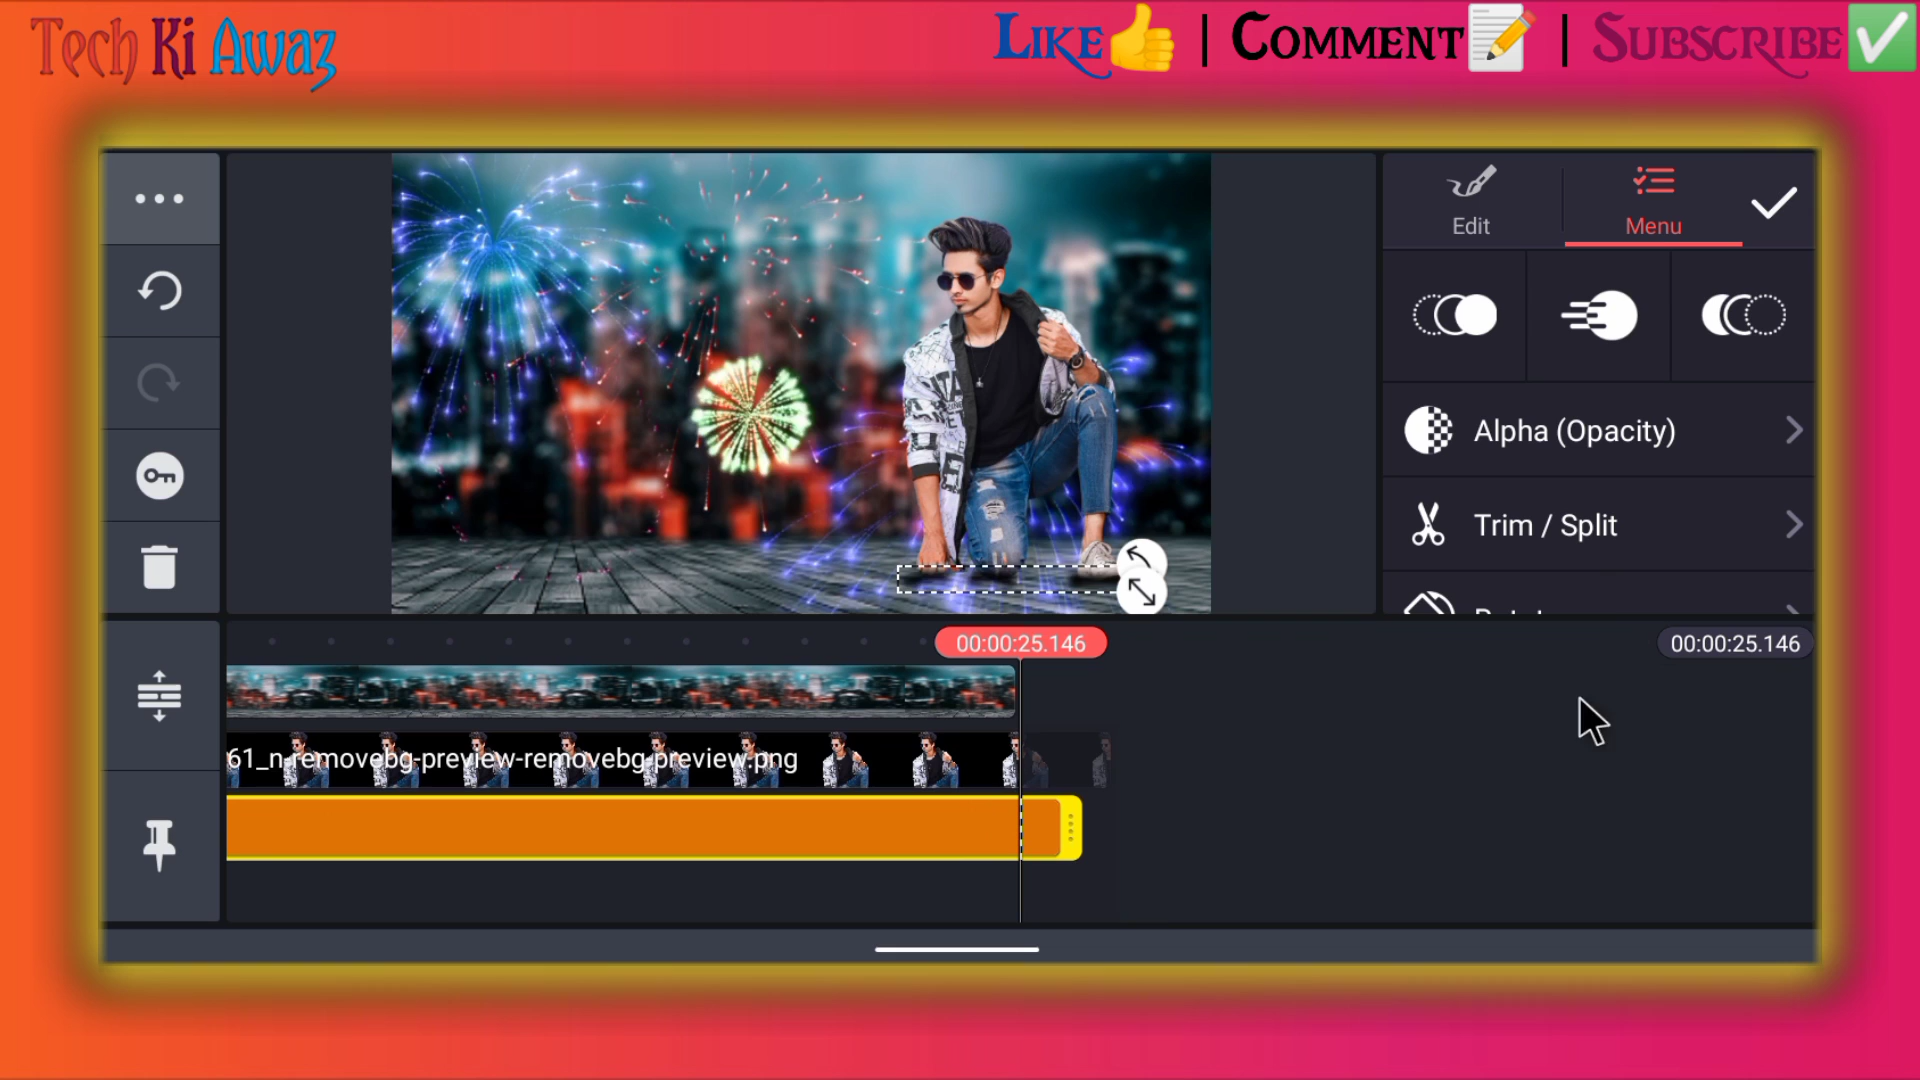 Tech Ki Awaz
Like | Comment | Subscribe
Edit
Menu
Alpha (Opacity)
Trim / Split
00:00:25.146
00:00:25.146
61_n-removebg-preview-removebg-preview.png